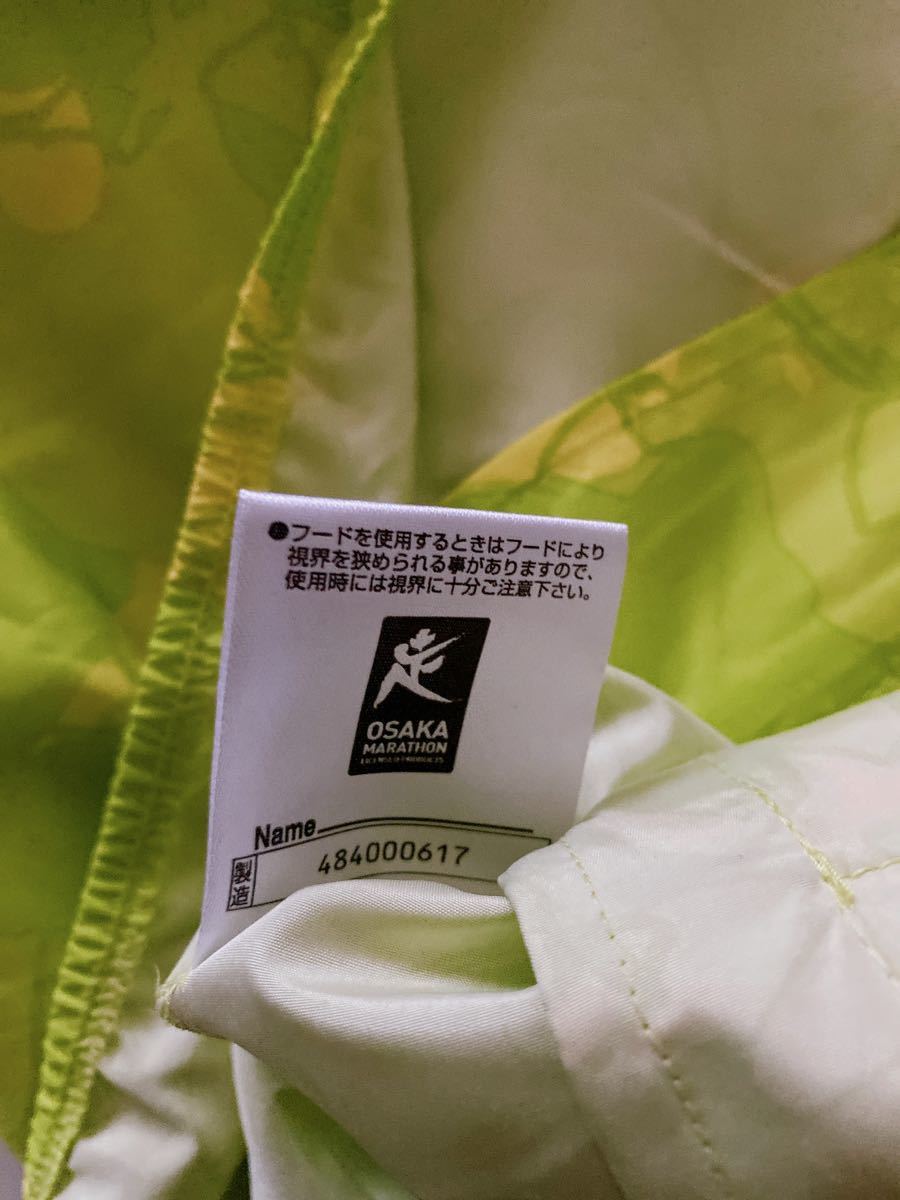 ●フードを使用するときはフードにより
視界を狭められる事がありますので、
使用時には視界に十分ご注意下さい。
OSAKA
MARATHON
LICENSED PRODUCTS
Name
製造 484000617